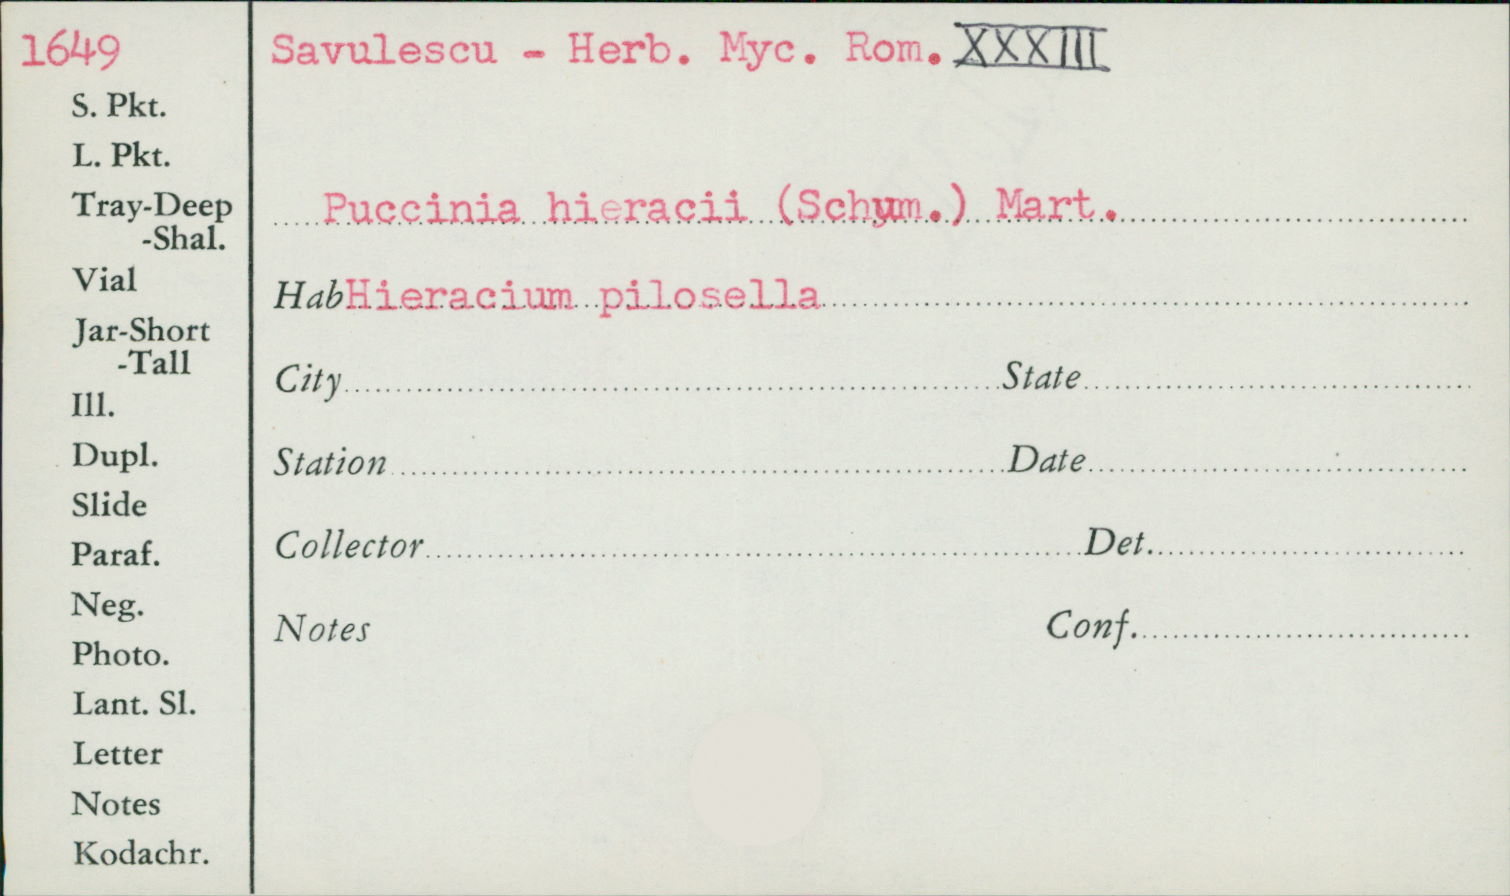 1649
Savulescu - Herb. Myc. Rom. XXXIII
S. Pkt.
L. Pkt.
Tray-Deep
-Shal.
Vial
Jar-Short
-Tall
Ill.
Dupl.
Slide
Paraf.
Neg.
Photo.
Lant. Sl.
Letter
Notes
Kodachr.
Puccinia hieracii (Schum.) Mart.
Hab Hieracium pilosella
City State
Station Date
Collector Det.
Notes Conf.